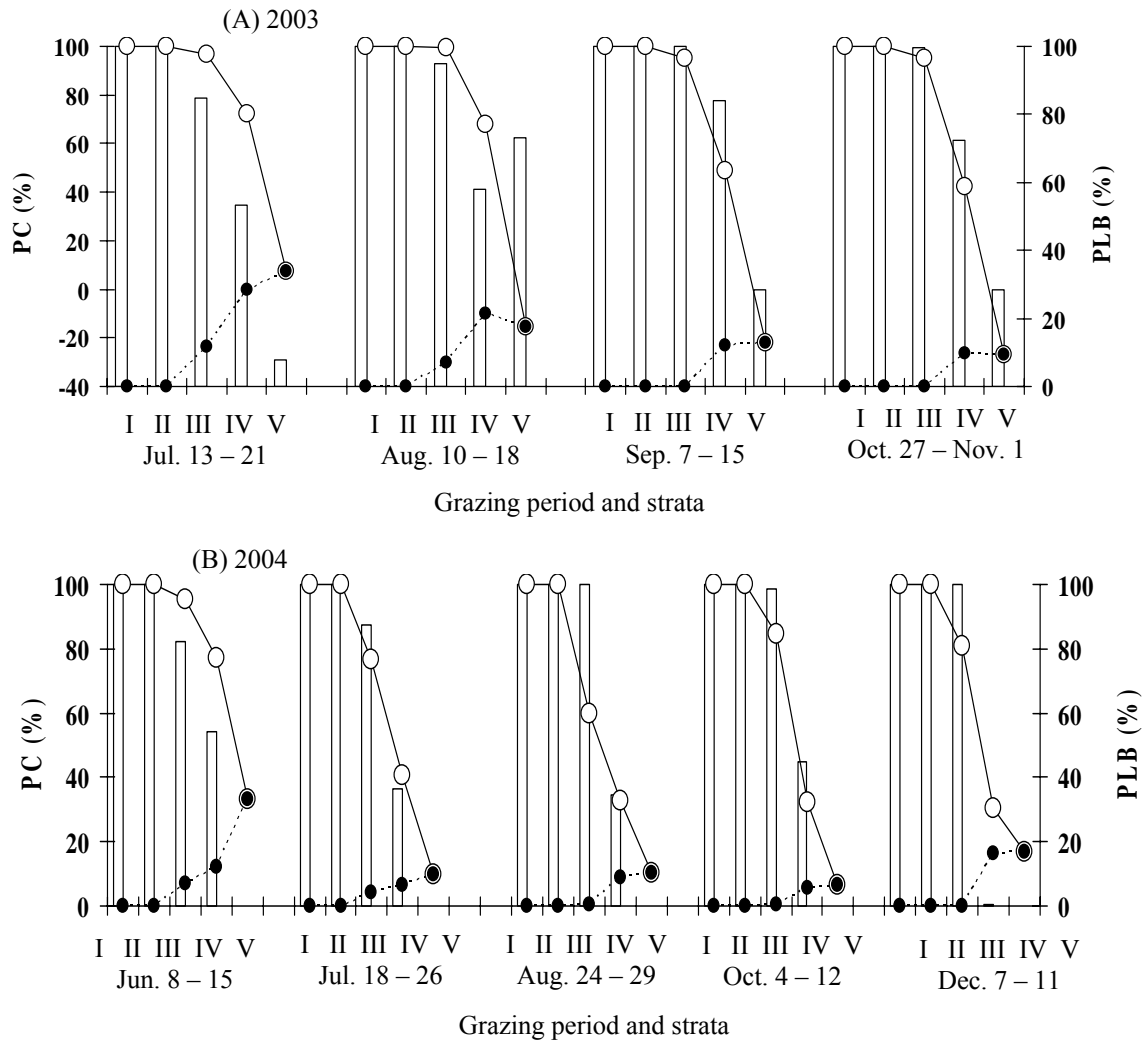 (A) 2003
PC (%)
100
80
60
40
20
0
-20
-40
100
80
60
40
20
0
PLB (%)
I II III IV V I II III IV V I II III IV V I II III IV V
Jul. 13 – 21 Aug. 10 – 18 Sep. 7 – 15 Oct. 27 – Nov. 1
Grazing period and strata
(B) 2004
PC (%)
100
80
60
40
20
0
100
80
60
40
20
0
PLB (%)
I II III IV V I II III IV V I II III IV V I II III IV V I II III IV V
Jun. 8 – 15 Jul. 18 – 26 Aug. 24 – 29 Oct. 4 – 12 Dec. 7 – 11
Grazing period and strata